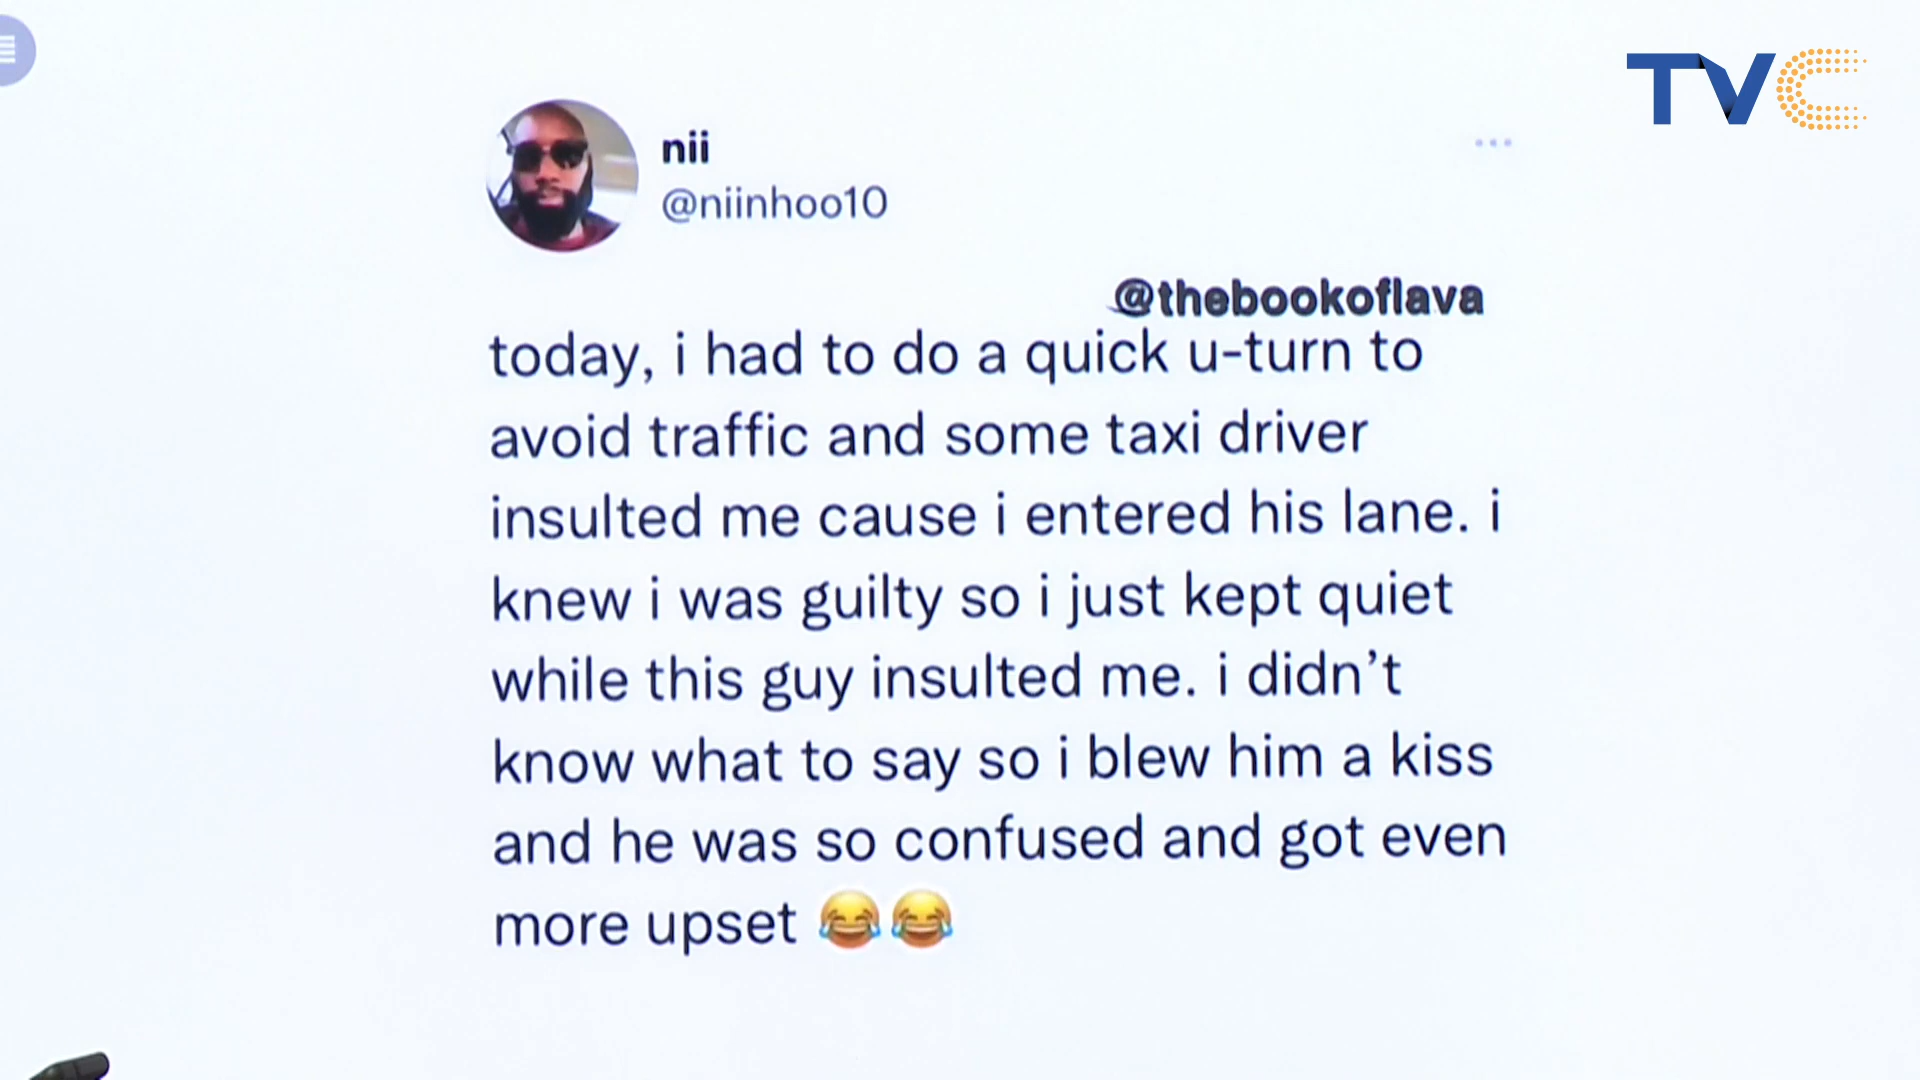 TVC
nii
@niinhoo10
@thebookoflava
today, i had to do a quick u-turn to
avoid traffic and some taxi driver
insulted me cause i entered his lane. i
knew i was guilty so i just kept quiet
while this guy insulted me. i didn’t
know what to say so i blew him a kiss
and he was so confused and got even
more upset 😂😂